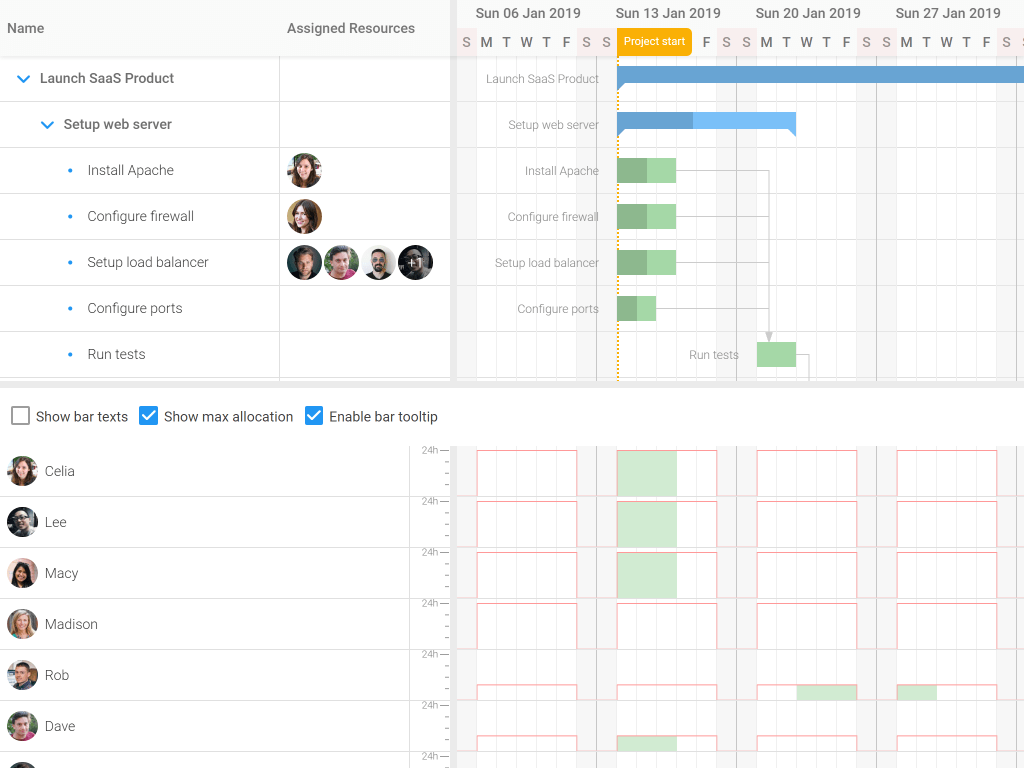 Name
Assigned Resources
Sun 06 Jan 2019
Sun 13 Jan 2019
Sun 20 Jan 2019
Sun 27 Jan 2019
S M T W T F S S Project start F S S M T W T F S S M T W T F S S
Launch SaaS Product
Launch SaaS Product
Setup web server
Setup web server
Install Apache
Install Apache
Configure firewall
Configure firewall
Setup load balancer
+1
Setup load balancer
Configure ports
Configure ports
Run tests
Run tests
Show bar texts
Show max allocation
Enable bar tooltip
Celia
24h
Lee
24h
Macy
24h
Madison
24h
Rob
24h
Dave
24h
24h